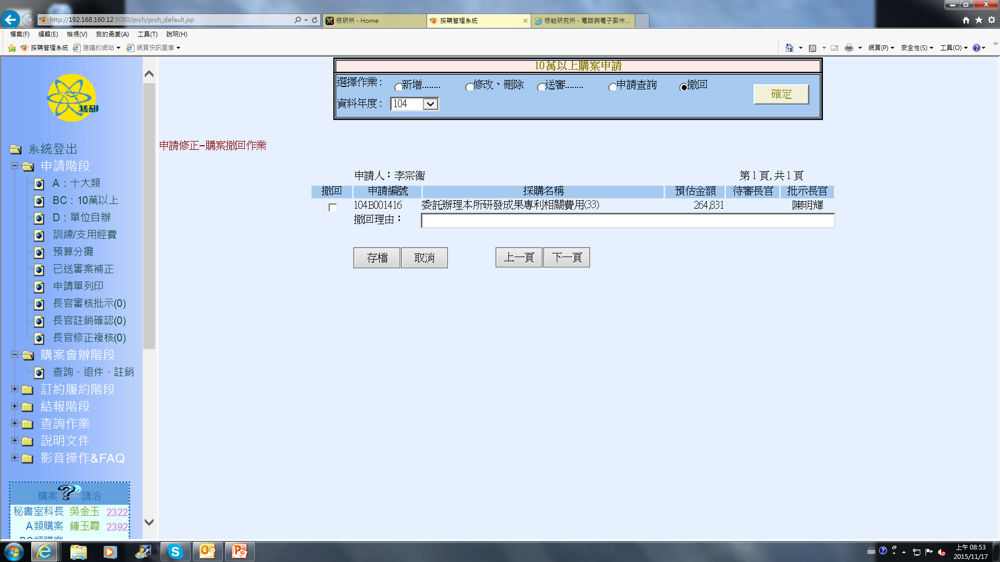 http://192.168.160.12:8080/prch/prch_default.jsp
核研所 - Home
採購管理系統
核能研究所 - 電話與電子郵件...
檔案(F) 編輯(E) 檢視(V) 我的最愛(A) 工具(T) 說明(H)
採購管理系統 建議的網站 網頁快訊圖庫
網頁(P) 安全性(S) 工具(O)
核研
系統登出
申請階段
A：十大類
BC：10萬以上
D：單位自辦
訓練/支用經費
預算分攤
已送審案補正
申請單列印
長官審核批示(0)
長官註銷確認(0)
長官修正複核(0)
購案會辦階段
查詢、退件、註銷
訂約履約階段
結報階段
查詢作業
說明文件
影音操作&FAQ
購案 請洽
秘書室科長 吳金玉 2322
A類購案 鍾玉霞 2392
10萬以上購案申請
選擇作業： 新增........ 修改、刪除 送審........ 申請查詢 撤回
確定
資料年度： 104
申請修正-購案撤回作業
申請人：李宗衞 第1頁,共1頁
撤回 申請編號 採購名稱 預估金額 待審長官 批示長官
104B001416 委託辦理本所研發成果專利相關費用(33) 264,831 陳明輝
撤回理由：
存檔 取消 上一頁 下一頁
上午 08:53
2015/11/17